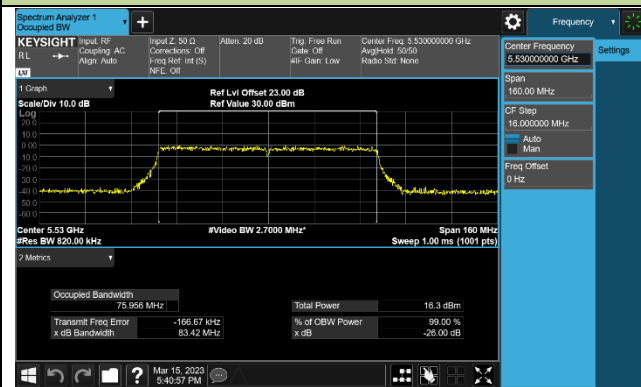 Spectrum Analyzer 1
Occupied BW
Frequency
KEYSIGHT
RL
Input: RF
Coupling: AC
Align: Auto
Input Z: 50 Ω
Corrections: Off
Freq Ref: Int (S)
NFE: Off
Atten: 20 dB
Trig: Free Run
Gate: Off
#IF Gain: Low
Center Freq: 5.530000000 GHz
Avg|Hold: 50/50
Radio Std: None
Center Frequency
5.530000000 GHz
Settings
Span
160.00 MHz
CF Step
16.000000 MHz
Auto
Man
Freq Offset
0 Hz
1 Graph
Scale/Div 10.0 dB
Ref Lvl Offset 23.00 dB
Ref Value 30.00 dBm
Log
20.0
10.0
0.00
-10.0
-20.0
-30.0
-40.0
-50.0
-60.0
Center 5.53 GHz
#Res BW 820.00 kHz
#Video BW 2.7000 MHz*
Span 160 MHz
Sweep 1.00 ms (1001 pts)
2 Metrics
Occupied Bandwidth
75.956 MHz
Total Power 16.3 dBm
Transmit Freq Error -166.67 kHz
% of OBW Power 99.00 %
x dB Bandwidth 83.42 MHz
x dB -26.00 dB
?
Mar 15, 2023
5:40:57 PM